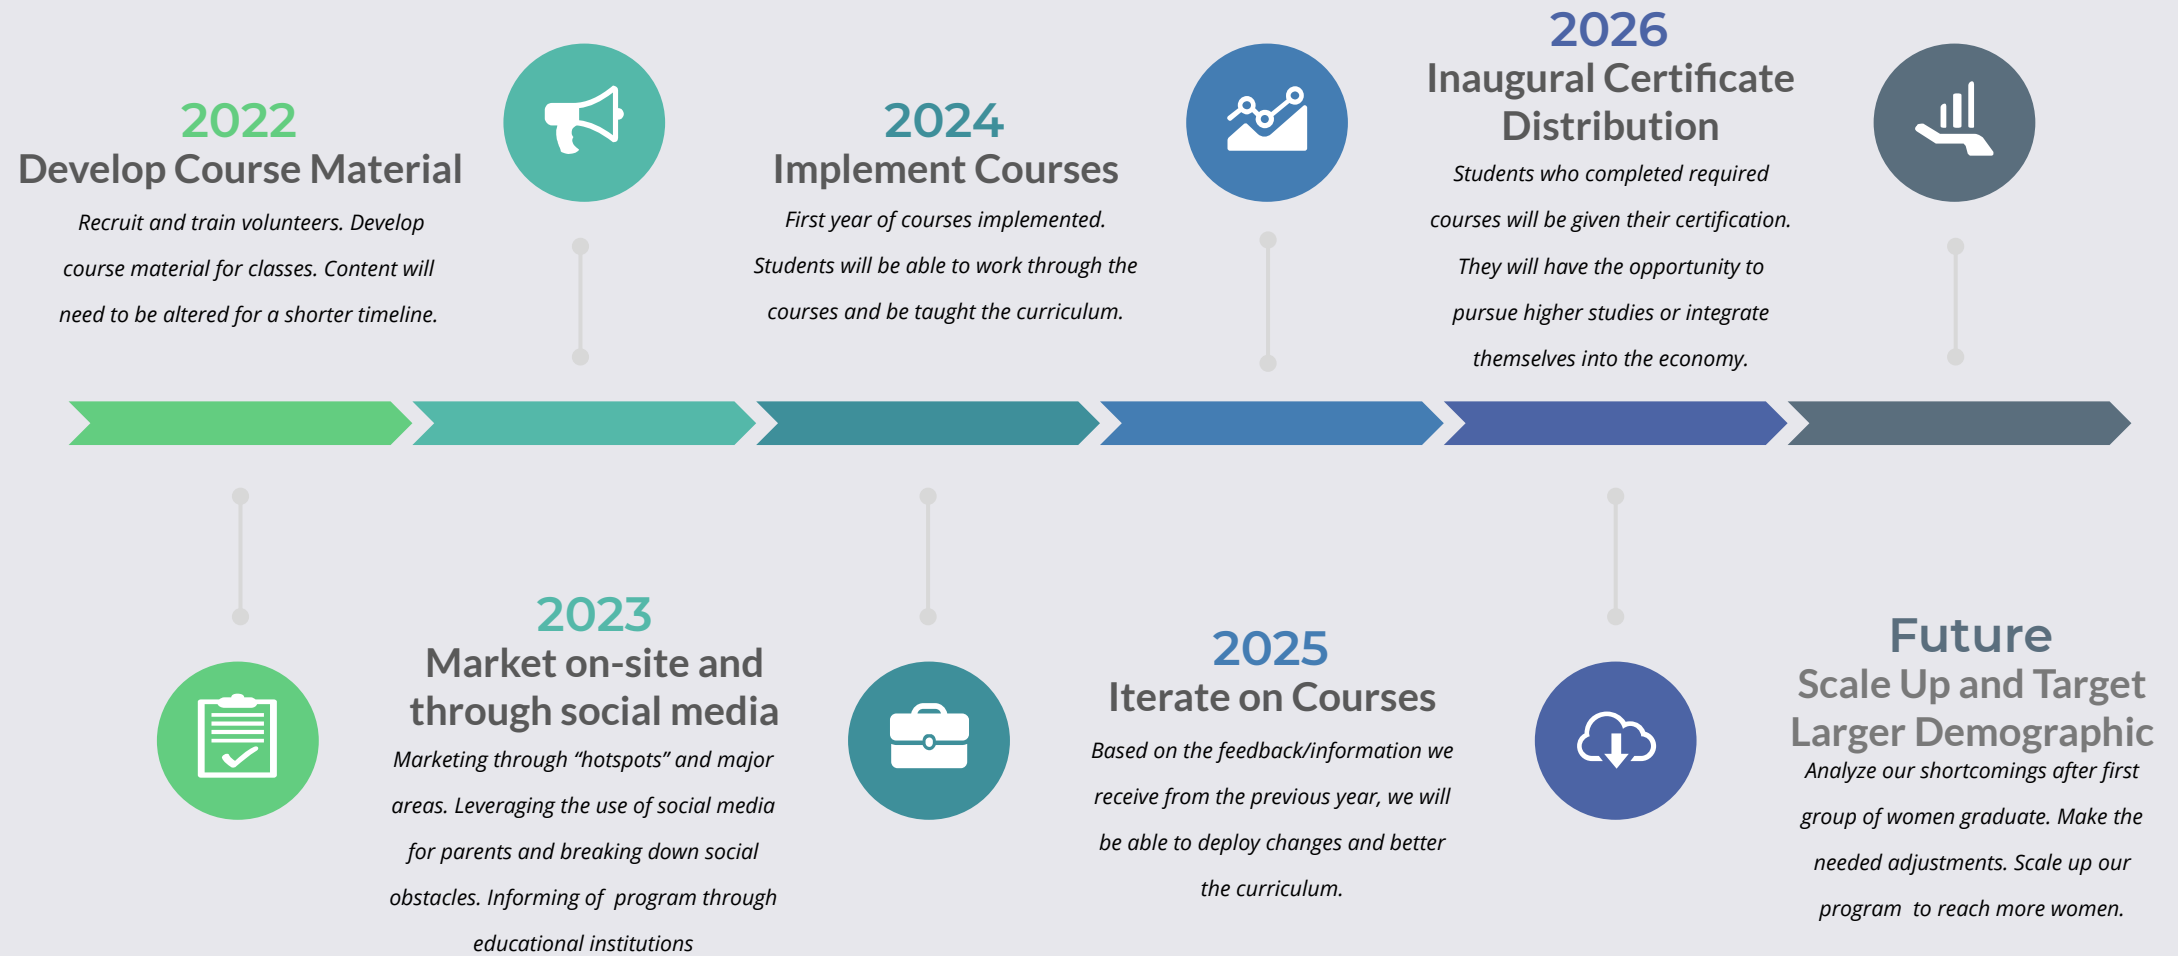 2022
Develop Course Material
Recruit and train volunteers. Develop
course material for classes. Content will
need to be altered for a shorter timeline.
2023
Market on-site and
through social media
Marketing through “hotspots” and major
areas. Leveraging the use of social media
for parents and breaking down social
obstacles. Informing of  program through
educational institutions
2024
Implement Courses
First year of courses implemented.
Students will be able to work through the
courses and be taught the curriculum.
2025
Iterate on Courses
Based on the feedback/information we
receive from the previous year, we will
be able to deploy changes and better
the curriculum.
2026
Inaugural Certificate
Distribution
Students who completed required
courses will be given their certification.
They will have the opportunity to
pursue higher studies or integrate
themselves into the economy.
Future
Scale Up and Target
Larger Demographic
Analyze our shortcomings after first
group of women graduate. Make the
needed adjustments. Scale up our
program  to reach more women.